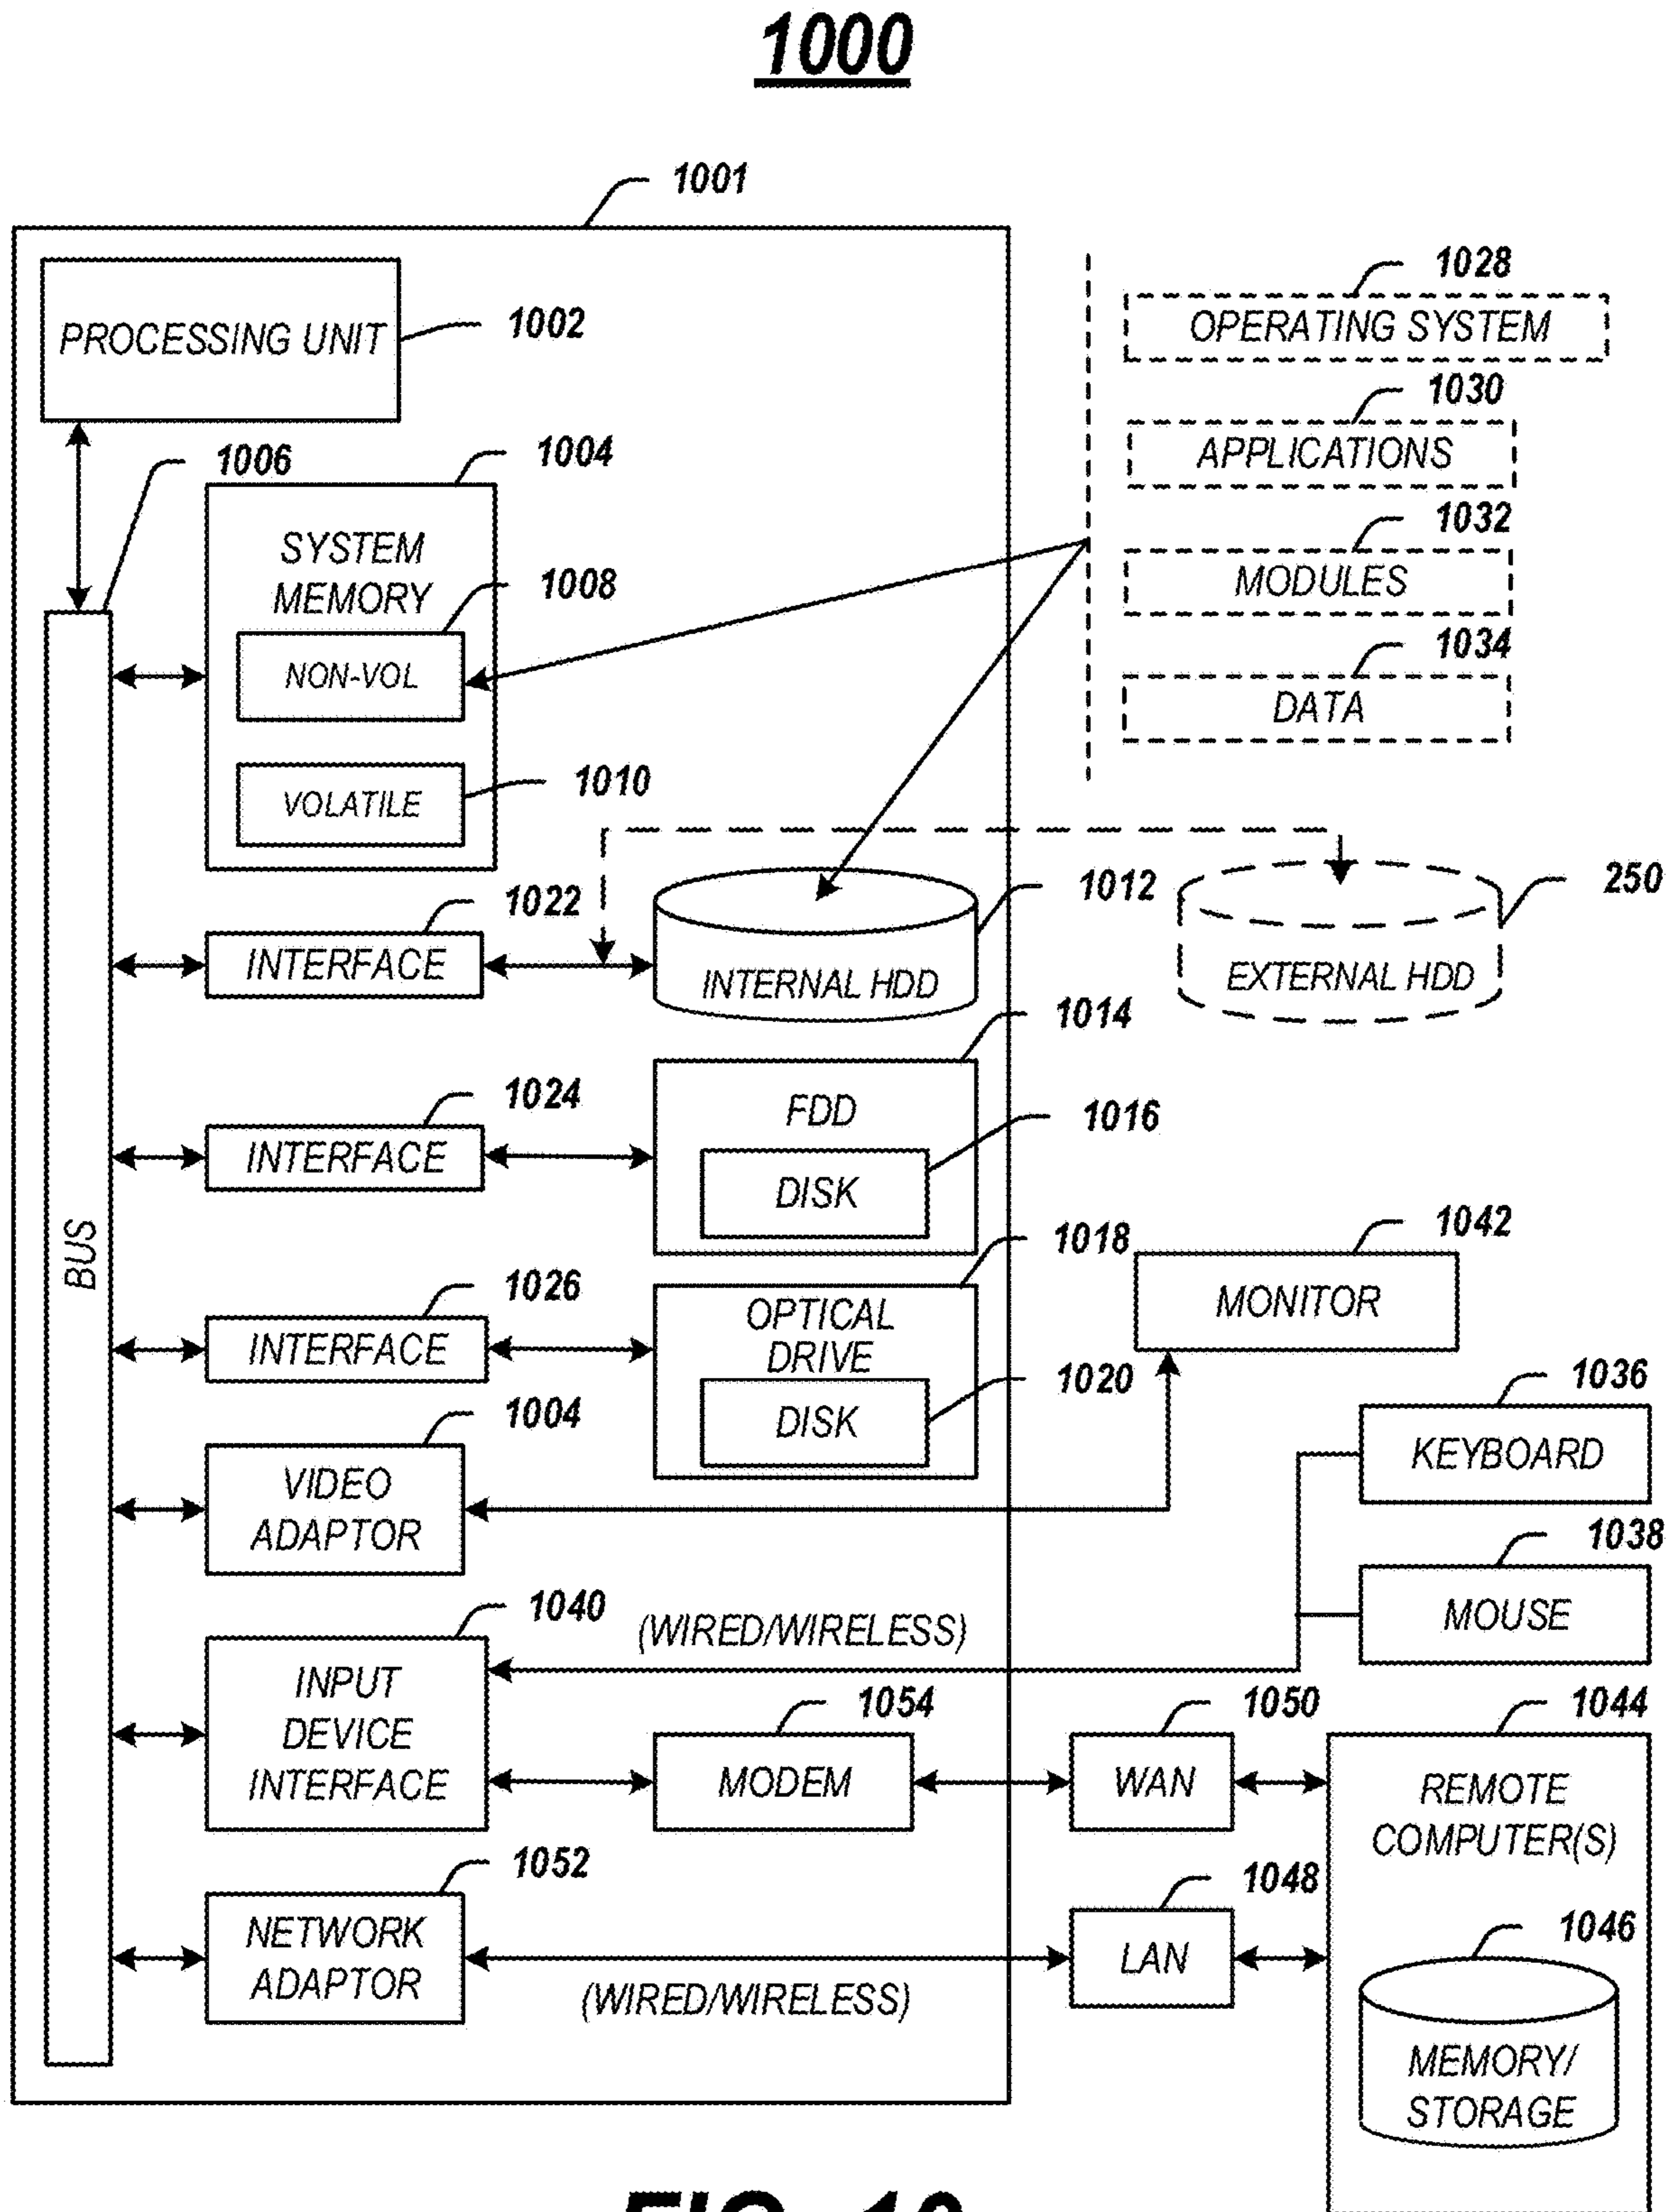 1000
1001
PROCESSING UNIT
1002
1028
OPERATING SYSTEM
1030
APPLICATIONS
1032
MODULES
1034
DATA
1006
BUS
1004
SYSTEM
MEMORY
1008
NON-VOL
1010
VOLATILE
1022
INTERFACE
1012
INTERNAL HDD
250
EXTERNAL HDD
1024
INTERFACE
1014
FDD
1016
DISK
1026
INTERFACE
1018
OPTICAL
DRIVE
1020
DISK
1042
MONITOR
1004
VIDEO
ADAPTOR
1036
KEYBOARD
1038
MOUSE
1040
INPUT
DEVICE
INTERFACE
(WIRED/WIRELESS)
1054
MODEM
1050
WAN
1044
REMOTE
COMPUTER(S)
1052
NETWORK
ADAPTOR
(WIRED/WIRELESS)
1048
LAN
1046
MEMORY/
STORAGE